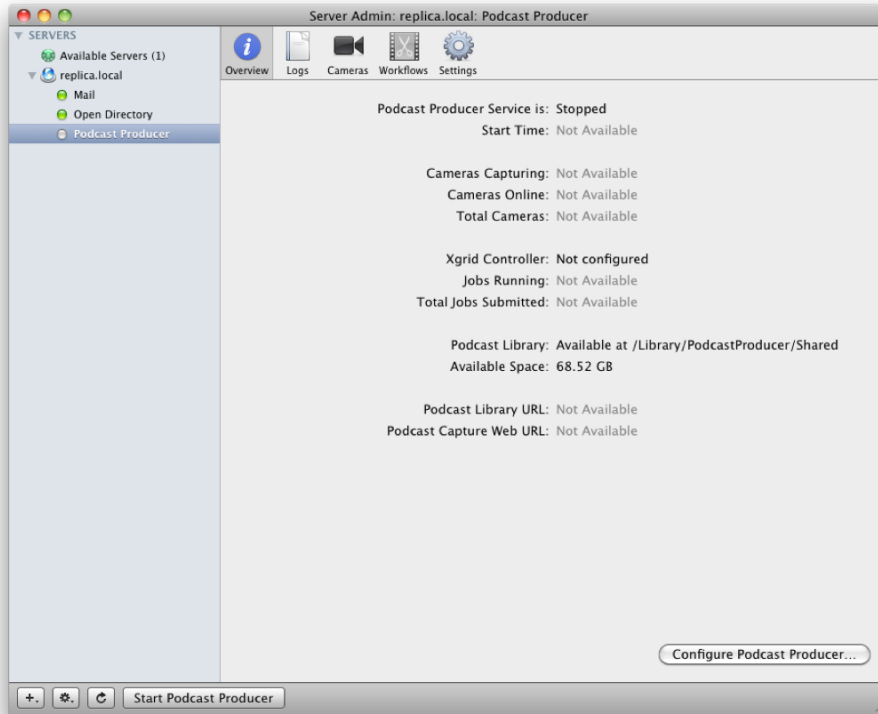 Server Admin: replica.local: Podcast Producer
SERVERS
Available Servers (1)
replica.local
Mail
Open Directory
Podcast Producer
Overview
Logs
Cameras
Workflows
Settings
Podcast Producer Service is: Stopped
Start Time: Not Available
Cameras Capturing: Not Available
Cameras Online: Not Available
Total Cameras: Not Available
Xgrid Controller: Not configured
Jobs Running: Not Available
Total Jobs Submitted: Not Available
Podcast Library: Available at /Library/PodcastProducer/Shared
Available Space: 68.52 GB
Podcast Library URL: Not Available
Podcast Capture Web URL: Not Available
Configure Podcast Producer...
Start Podcast Producer